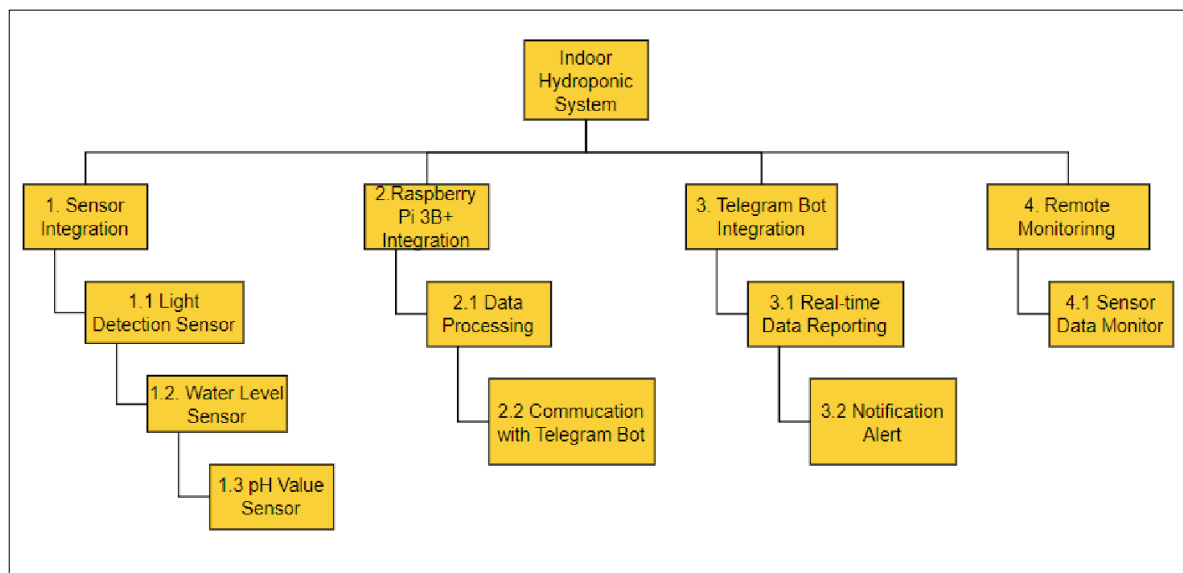 Indoor
Hydroponic
System
1. Sensor
Integration
2.Raspberry
Pi 3B+
Integration
3. Telegram Bot
Integration
4. Remote
Monitorinng
1.1 Light
Detection Sensor
2.1 Data
Processing
3.1 Real-time
Data Reporting
4.1 Sensor
Data Monitor
1.2. Water Level
Sensor
2.2 Commucation
with Telegram Bot
3.2 Notification
Alert
1.3 pH Value
Sensor